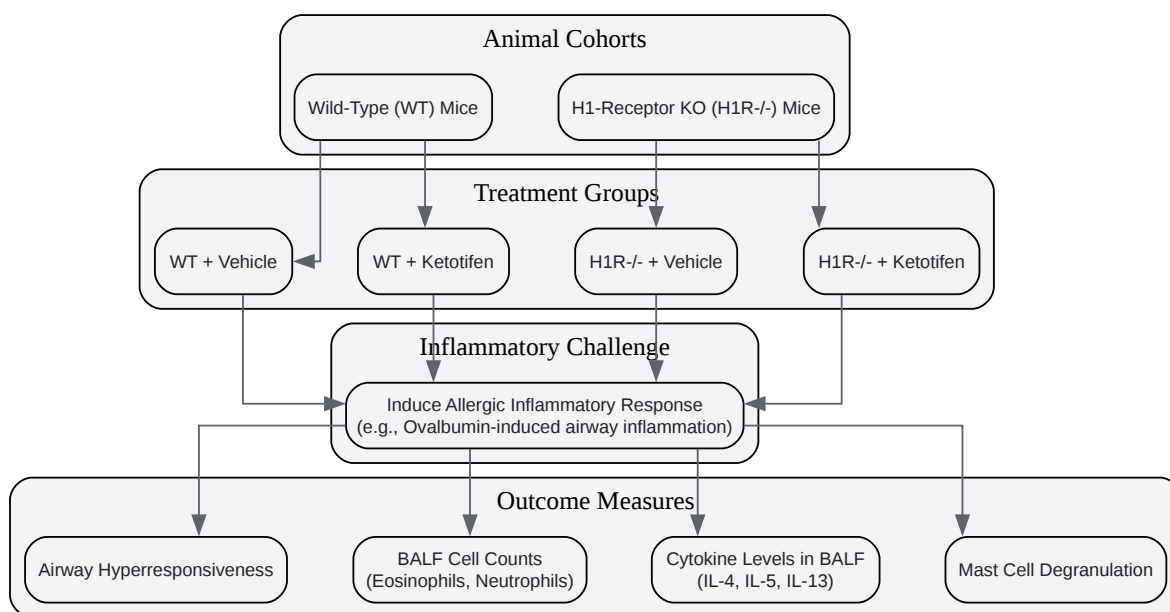 Animal Cohorts
Wild-Type (WT) Mice
H1-Receptor KO (H1R-/-) Mice
Treatment Groups
WT + Vehicle
WT + Ketotifen
H1R-/- + Vehicle
H1R-/- + Ketotifen
Inflammatory Challenge
Induce Allergic Inflammatory Response
(e.g., Ovalbumin-induced airway inflammation)
Outcome Measures
Airway Hyperresponsiveness
BALF Cell Counts
(Eosinophils, Neutrophils)
Cytokine Levels in BALF
(IL-4, IL-5, IL-13)
Mast Cell Degranulation